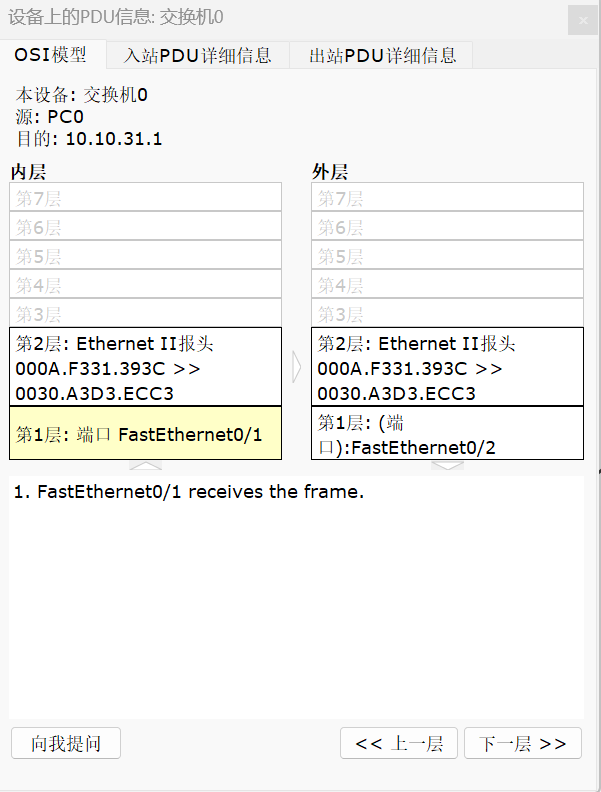 设备上的PDU信息: 交换机0
OSI模型
入站PDU详细信息
出站PDU详细信息
本设备: 交换机0
源: PC0
目的: 10.10.31.1
内层
第7层
第6层
第5层
第4层
第3层
第2层: Ethernet II报头
000A.F331.393C >>
0030.A3D3.ECC3
第1层: 端口 FastEthernet0/1
外层
第7层
第6层
第5层
第4层
第3层
第2层: Ethernet II报头
000A.F331.393C >>
0030.A3D3.ECC3
第1层: (端
口):FastEthernet0/2
1. FastEthernet0/1 receives the frame.
向我提问
<< 上一层
下一层 >>